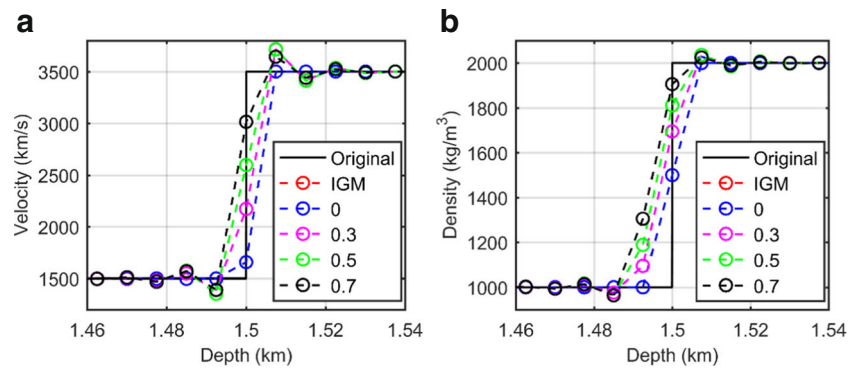 a
3500
3000
2500
2000
1500
Velocity (km/s)
Original
IGM
0
0.3
0.5
0.7
1.46
1.48
1.5
1.52
1.54
Depth (km)
b
2000
1800
1600
1400
1200
1000
Density (kg/m³)
Original
IGM
0
0.3
0.5
0.7
1.46
1.48
1.5
1.52
1.54
Depth (km)